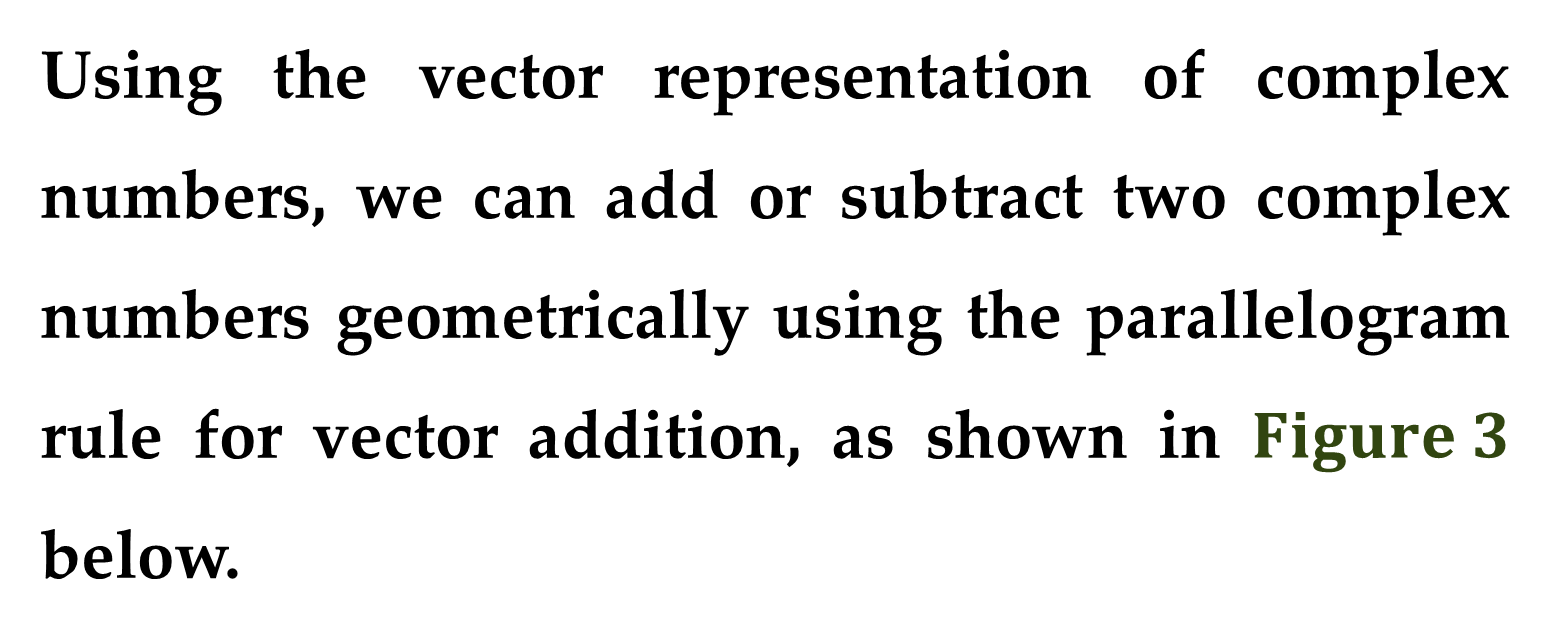 Using the vector representation of complex
numbers, we can add or subtract two complex
numbers geometrically using the parallelogram
rule for vector addition, as shown in Figure 3
below.